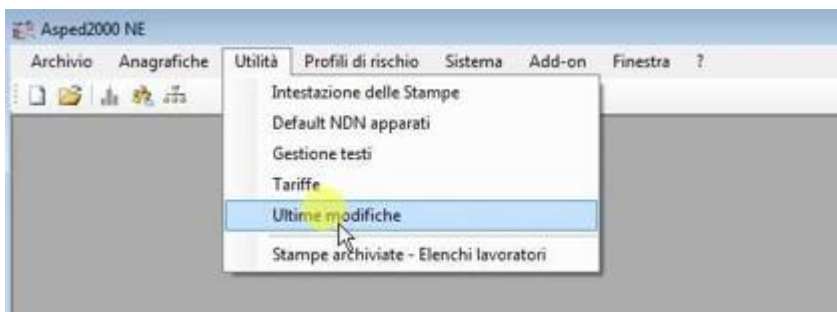 Asped2000 NE
Archivio Anagrafiche Utilità Profili di rischio Sistema Add-on Finestra ?
Intestazione delle Stampe
Default NDN apparati
Gestione testi
Tariffe
Ultime modifiche
Stampe archiviate - Elenchi lavoratori